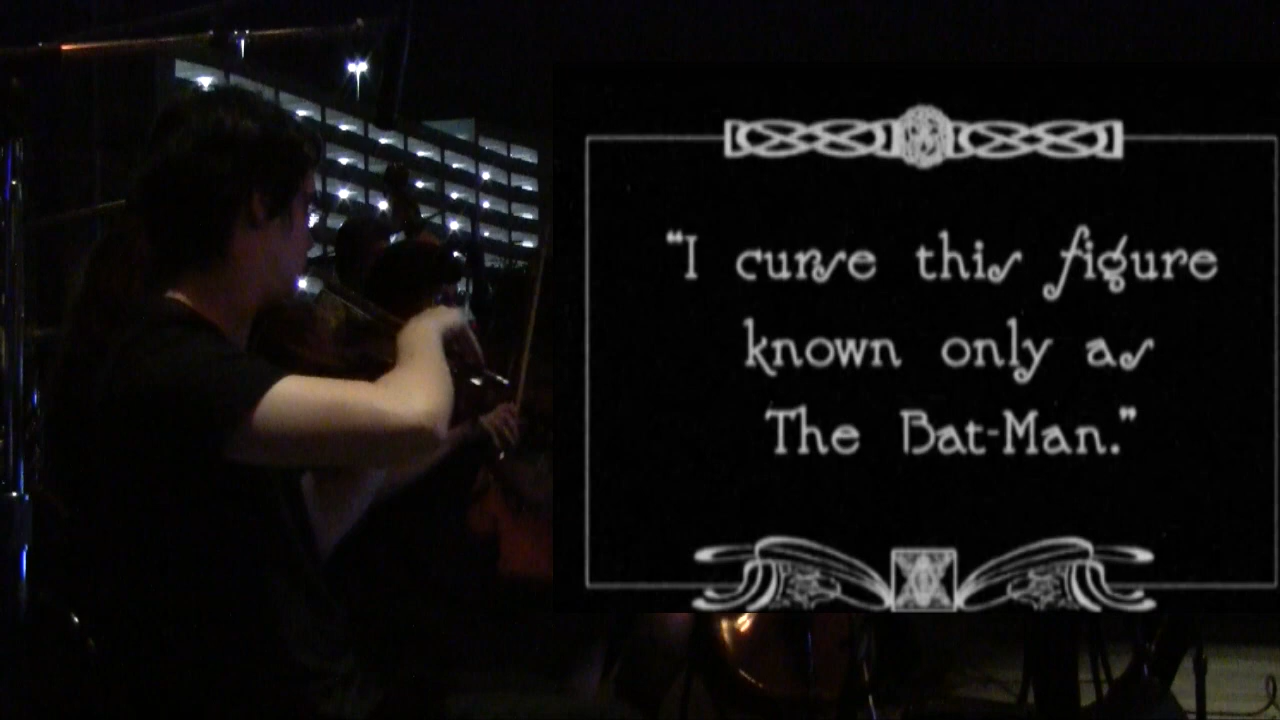 “I curse this figure
known only as
The Bat-Man.”